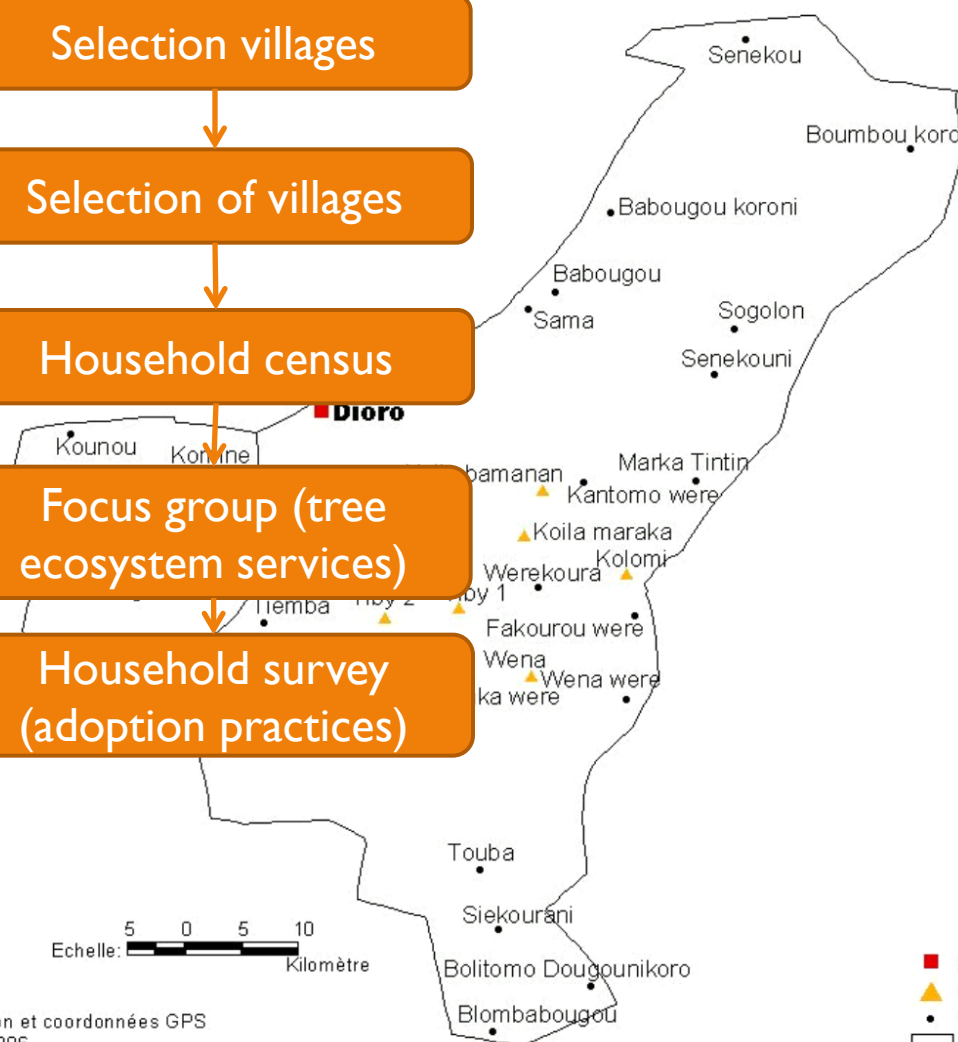 Selection villages
Selection of villages
Household census
Focus group (tree
ecosystem services)
Household survey
(adoption practices)
Senekou
Boumbou koro
Babougou koroni
Babougou
Sama
Sogolon
Senekouni
Dioro
Kounou
Marka Tintin
bamanan
Kantomo were
Koila maraka
Kolomi
Werekoura
Tiemba
Fakourou were
Wena
Wena were
ka were
Touba
Siekourani
Bolitomo Dougounikoro
Blombabougou
5 0 5 10
Echelle:
Kilomètre
et coordonnées GPS